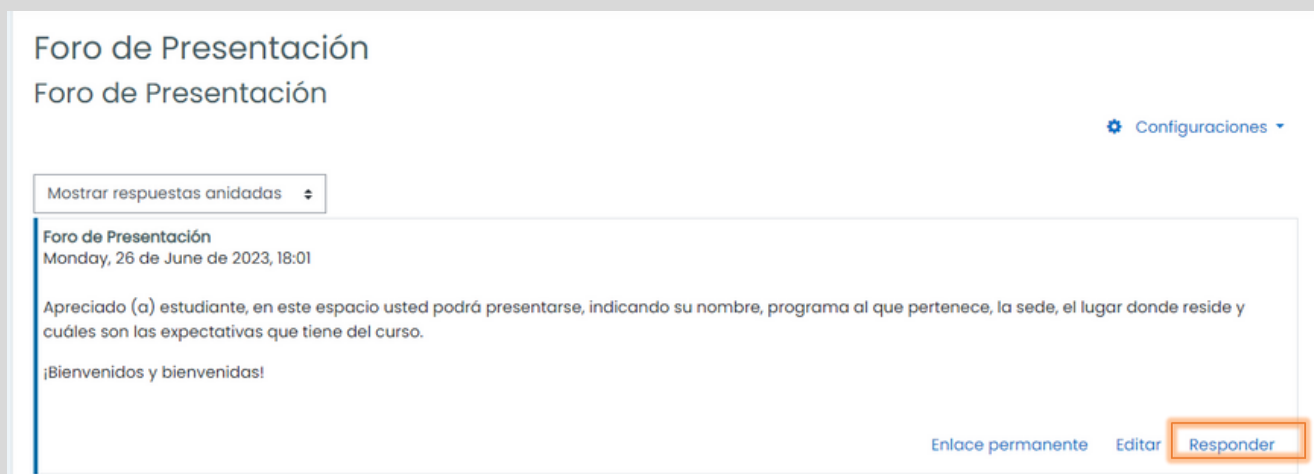 Foro de Presentación
Foro de Presentación
Configuraciones
Mostrar respuestas anidadas
Foro de Presentación
Monday, 26 de June de 2023, 18:01
Apreciado (a) estudiante, en este espacio usted podrá presentarse, indicando su nombre, programa al que pertenece, la sede, el lugar donde reside y
cuáles son las expectativas que tiene del curso.
¡Bienvenidos y bienvenidas!
Enlace permanente Editar Responder